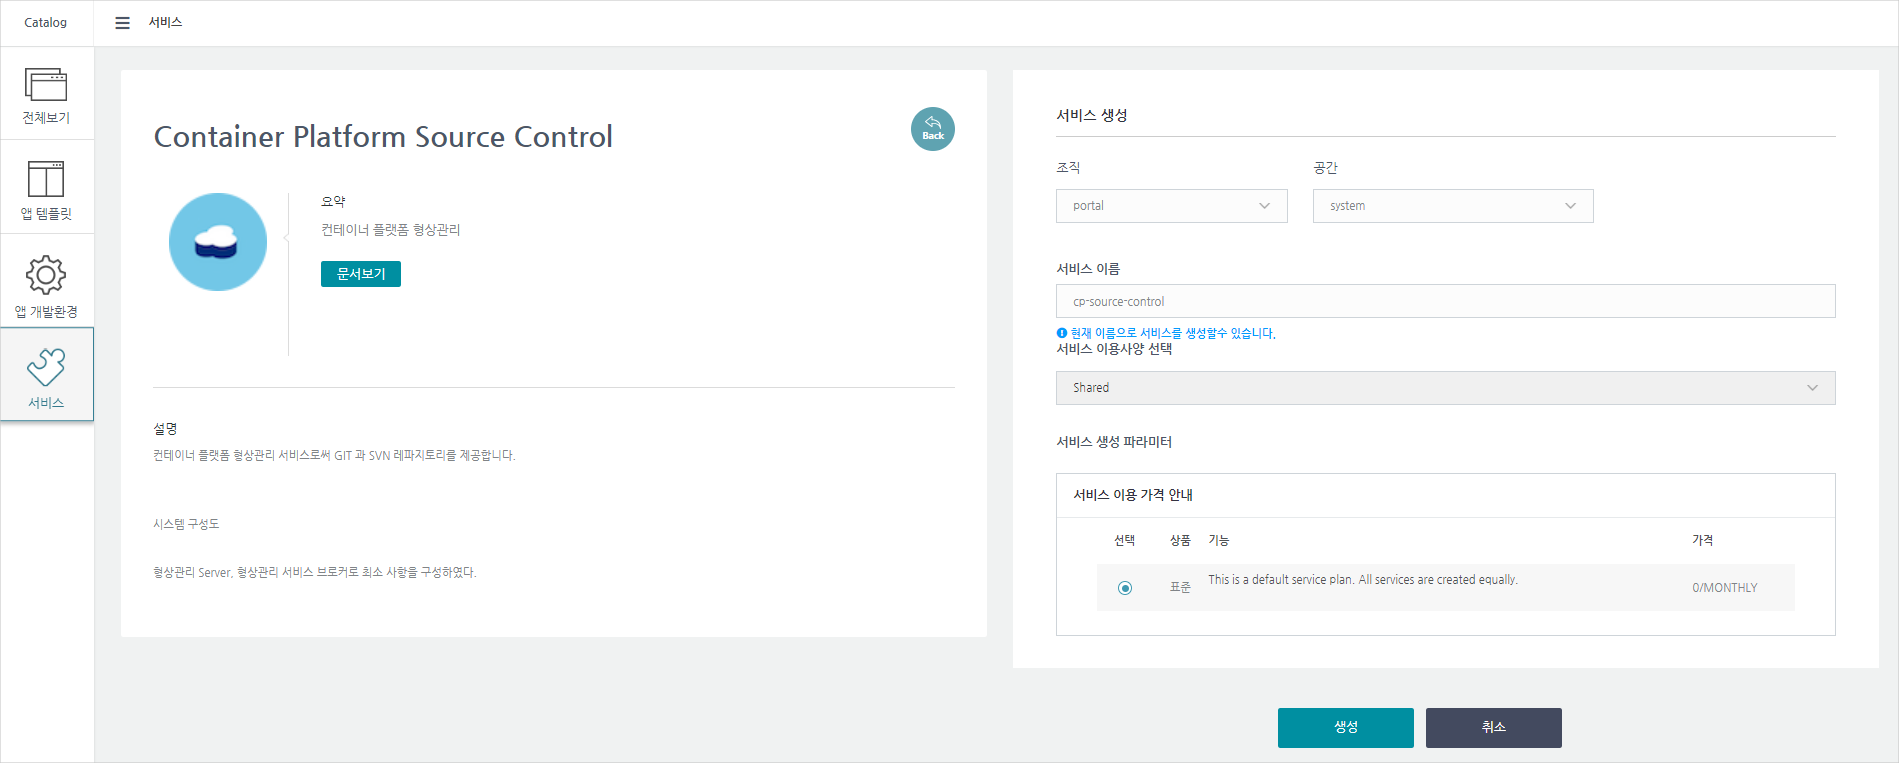 Catalog
서비스
전체보기
앱 템플릿
앱 개발환경
서비스
Container Platform Source Control
Back
요약
컨테이너 플랫폼 형상관리
문서보기
설명
컨테이너 플랫폼 형상관리 서비스로써 GIT 과 SVN 레파지토리를 제공합니다.
시스템 구성도
형상관리 Server, 형상관리 서비스 브로커로 최소 사항을 구성하였다.
서비스 생성
조직 공간
portal system
서비스 이름
cp-source-control
현재 이름으로 서비스를 생성할수 있습니다.
서비스 이용사양 선택
Shared
서비스 생성 파라미터
서비스 이용 가격 안내
선택 상품 기능 가격
표준 This is a default service plan. All services are created equally. 0/MONTHLY
생성 취소